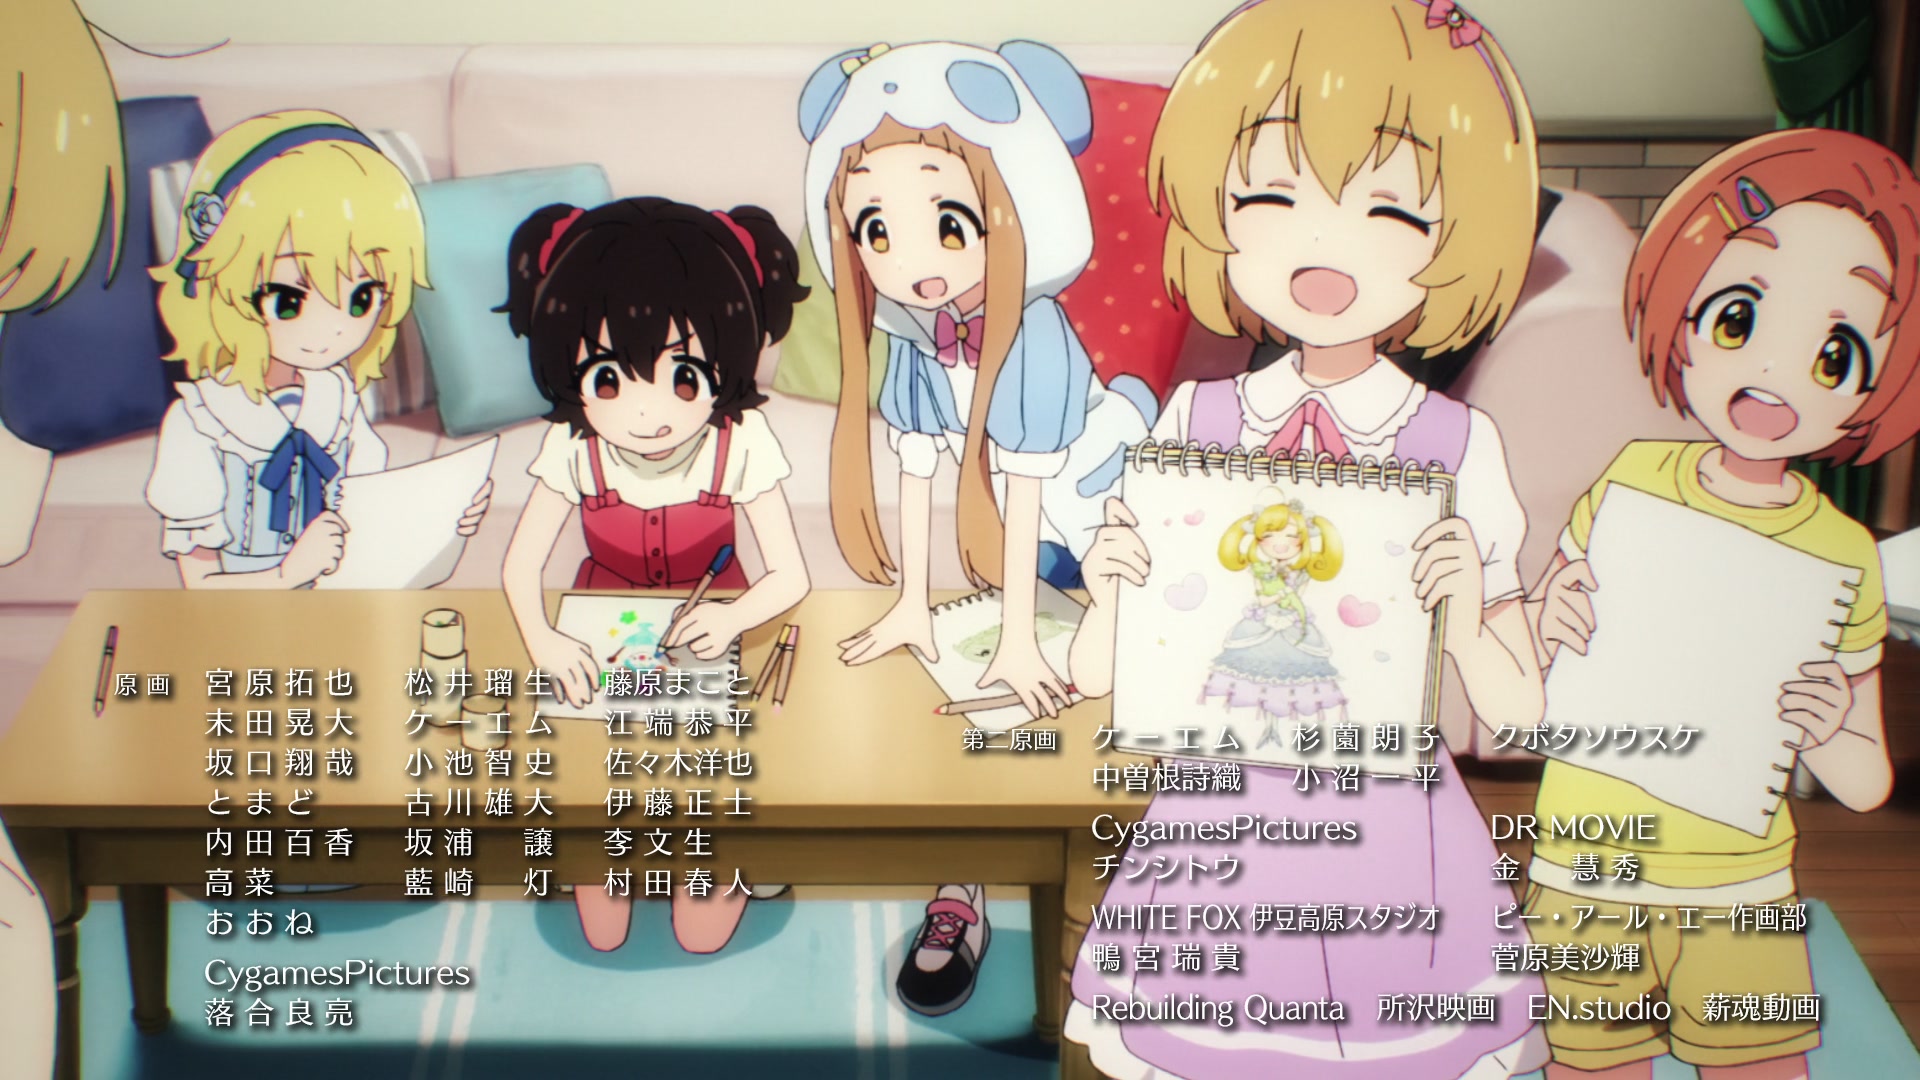 原画 宮原拓也 松井瑠生 藤原まこと
末田晃大 ケーエム 江端恭平
坂口翔哉 小池智史 佐々木洋也
とまど 古川雄大 伊藤正士
内田百香 坂浦 譲 李文生
高菜 藍崎 灯 村田春人
おおね
CygamesPictures
落合良亮
第二原画 ケーエム 杉薗朗子 クボタソウスケ
中曽根詩織 小沼一平
CygamesPictures DR MOVIE
チンシトウ 金 慧秀
WHITE FOX 伊豆高原スタジオ ピー・アール・エー作画部
鴨宮瑞貴 菅原美沙輝
Rebuilding Quanta 所沢映画 EN.studio 薪魂動画